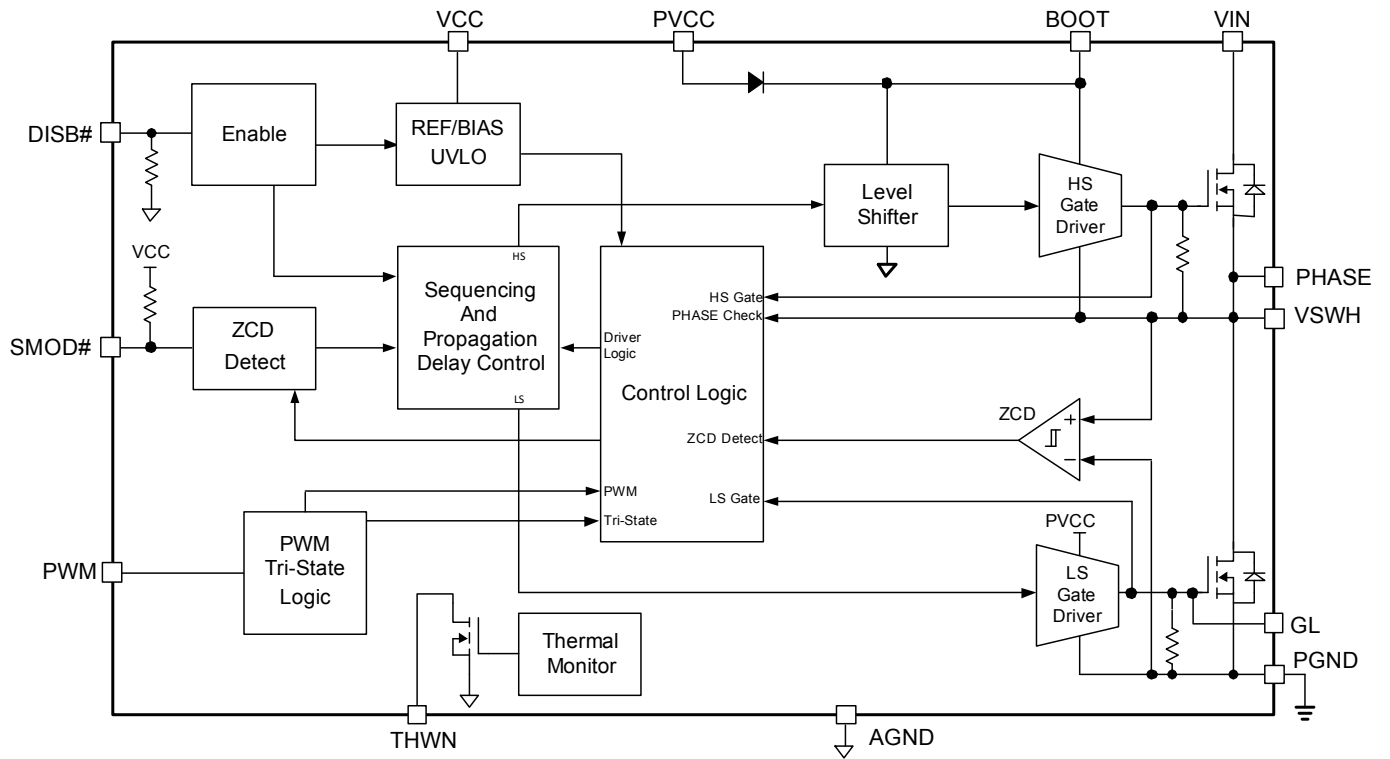 VCC
PVCC
BOOT
VIN
DISB#
Enable
REF/BIAS
UVLO
Level
Shifter
HS
Gate
Driver
VCC
HS
Sequencing
And
Propagation
Delay Control
LS
HS Gate
PHASE Check
Driver
Logic
Control Logic
ZCD Detect
PWM
Tri-State
LS Gate
PHASE
VSWH
SMOD#
ZCD
Detect
ZCD
+
−
PWM
PWM
Tri-State
Logic
PVCC
LS
Gate
Driver
GL
PGND
Thermal
Monitor
THWN
AGND